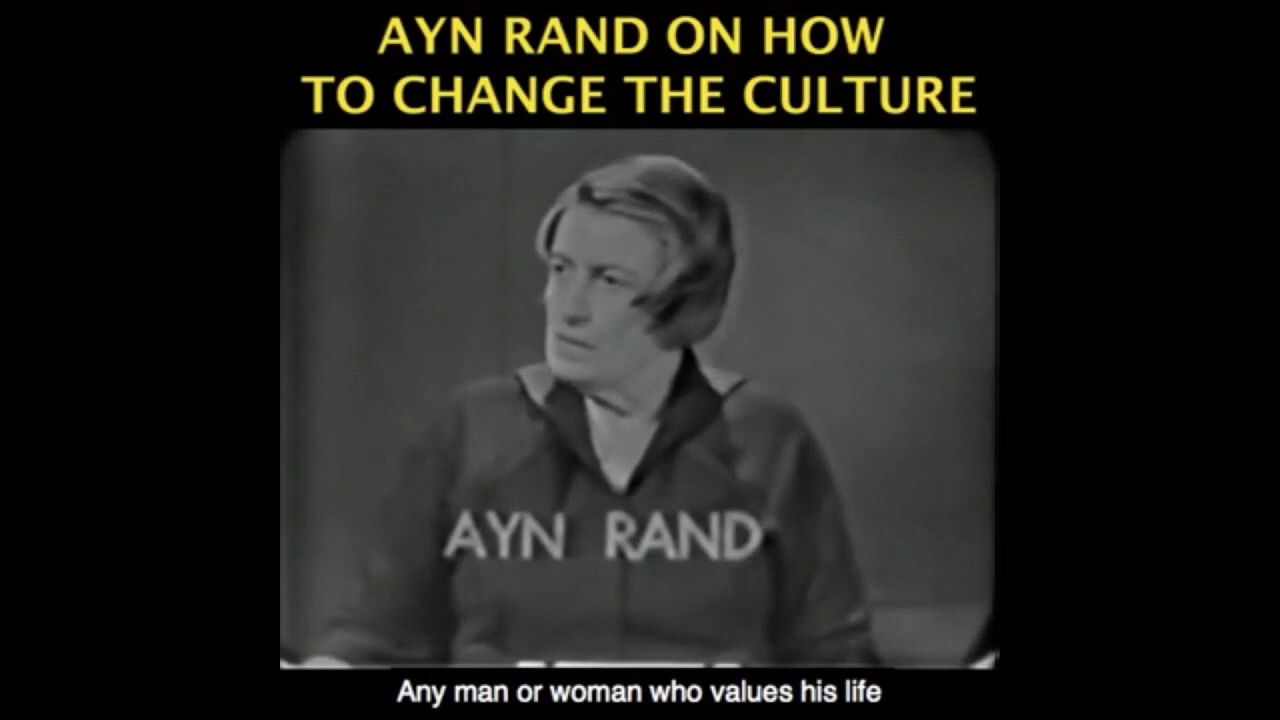 AYN RAND ON HOW
TO CHANGE THE CULTURE
AYN RAND
Any man or woman who values his life